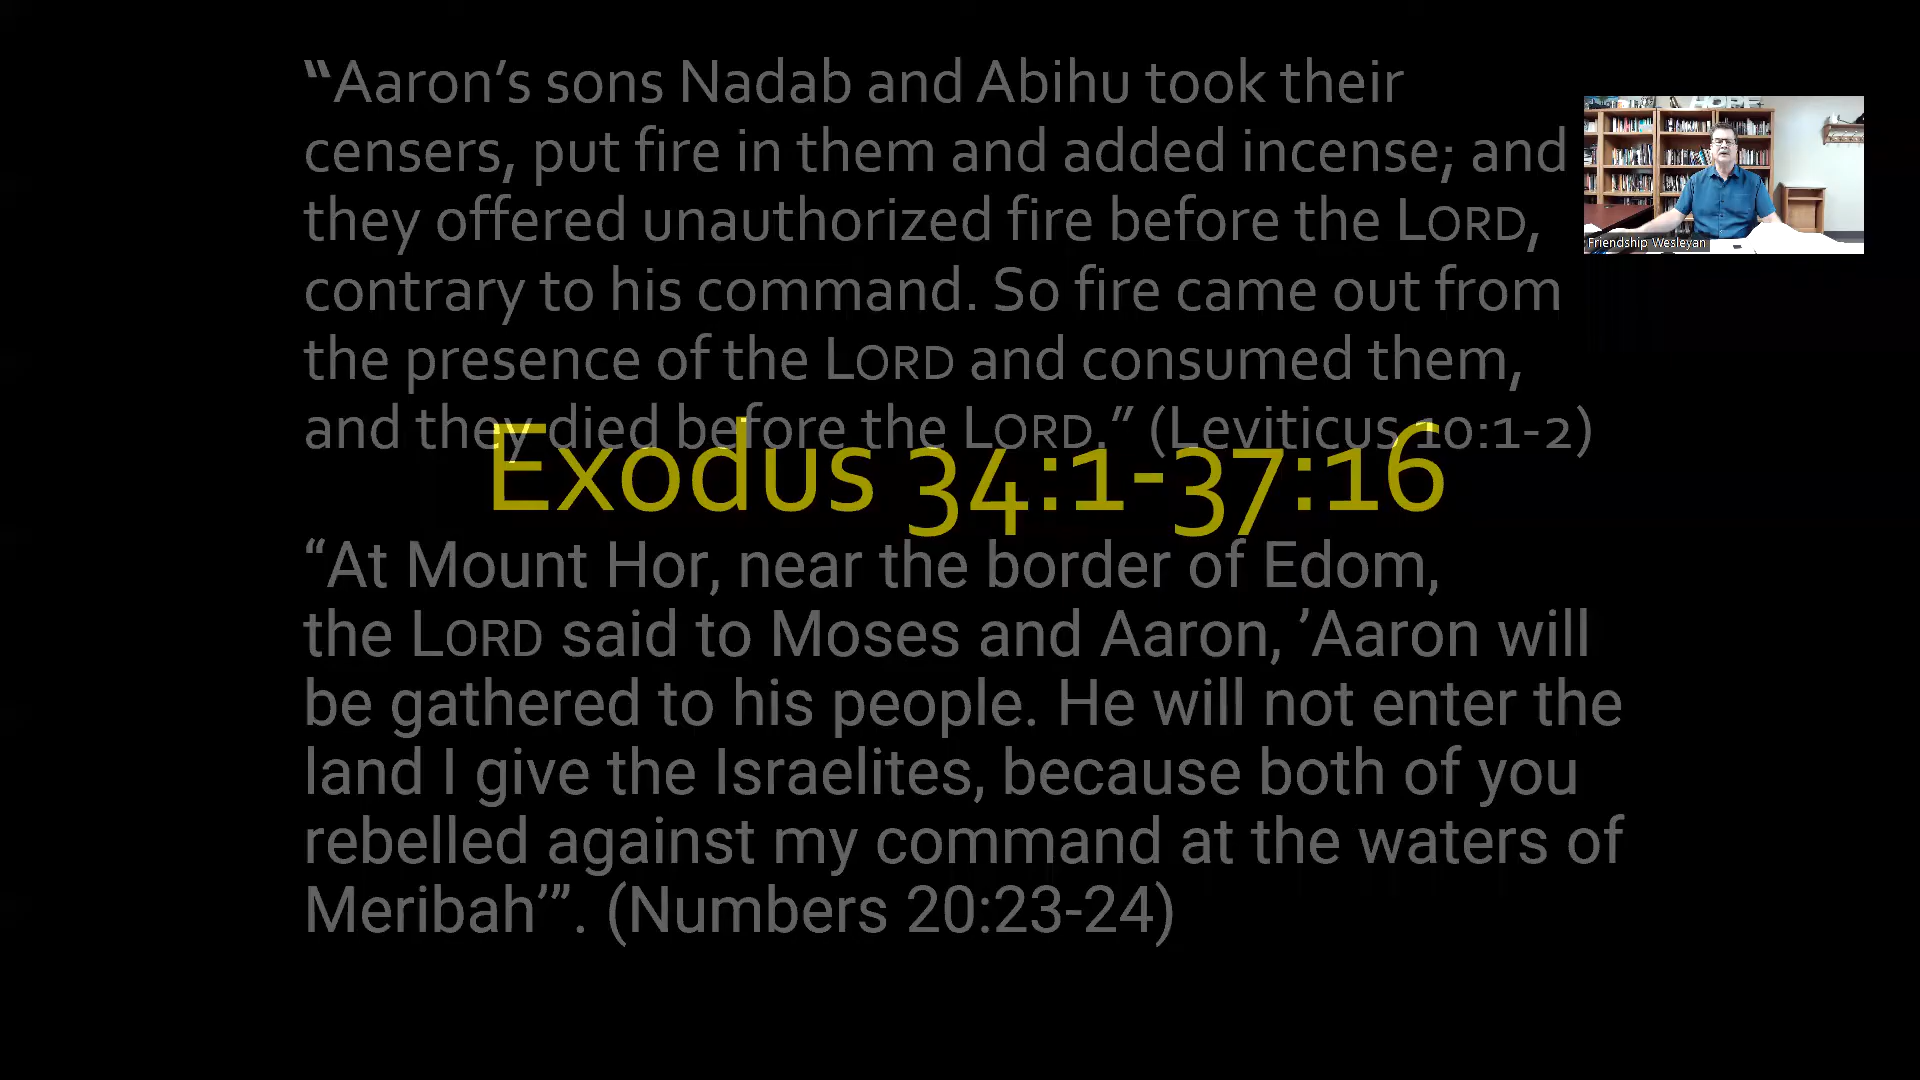 “Aaron’s sons Nadab and Abihu took their
censers, put fire in them and added incense; and
they offered unauthorized fire before the LORD,
contrary to his command. So fire came out from
the presence of the LORD and consumed them,
and they died before the LORD.” (Leviticus 10:1-2)
Exodus 34:1-37:16
“At Mount Hor, near the border of Edom,
the LORD said to Moses and Aaron, ’Aaron will
be gathered to his people. He will not enter the
land I give the Israelites, because both of you
rebelled against my command at the waters of
Meribah’”. (Numbers 20:23-24)
HOPE
Friendship Wesleyan